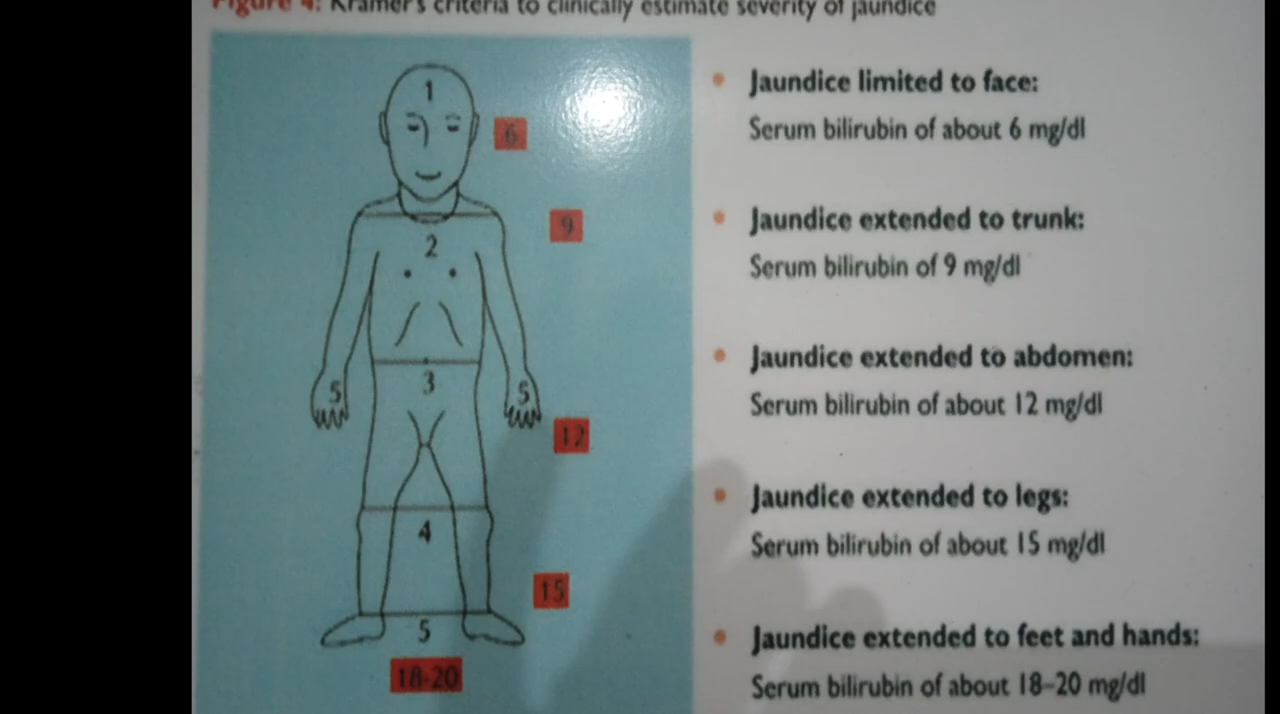 Figure 4: Kramer's criteria to clinically estimate severity of jaundice
1
6
9
2
3
5
5
12
4
15
5
18-20
• Jaundice limited to face:
Serum bilirubin of about 6 mg/dl
• Jaundice extended to trunk:
Serum bilirubin of 9 mg/dl
• Jaundice extended to abdomen:
Serum bilirubin of about 12 mg/dl
• Jaundice extended to legs:
Serum bilirubin of about 15 mg/dl
• Jaundice extended to feet and hands:
Serum bilirubin of about 18–20 mg/dl